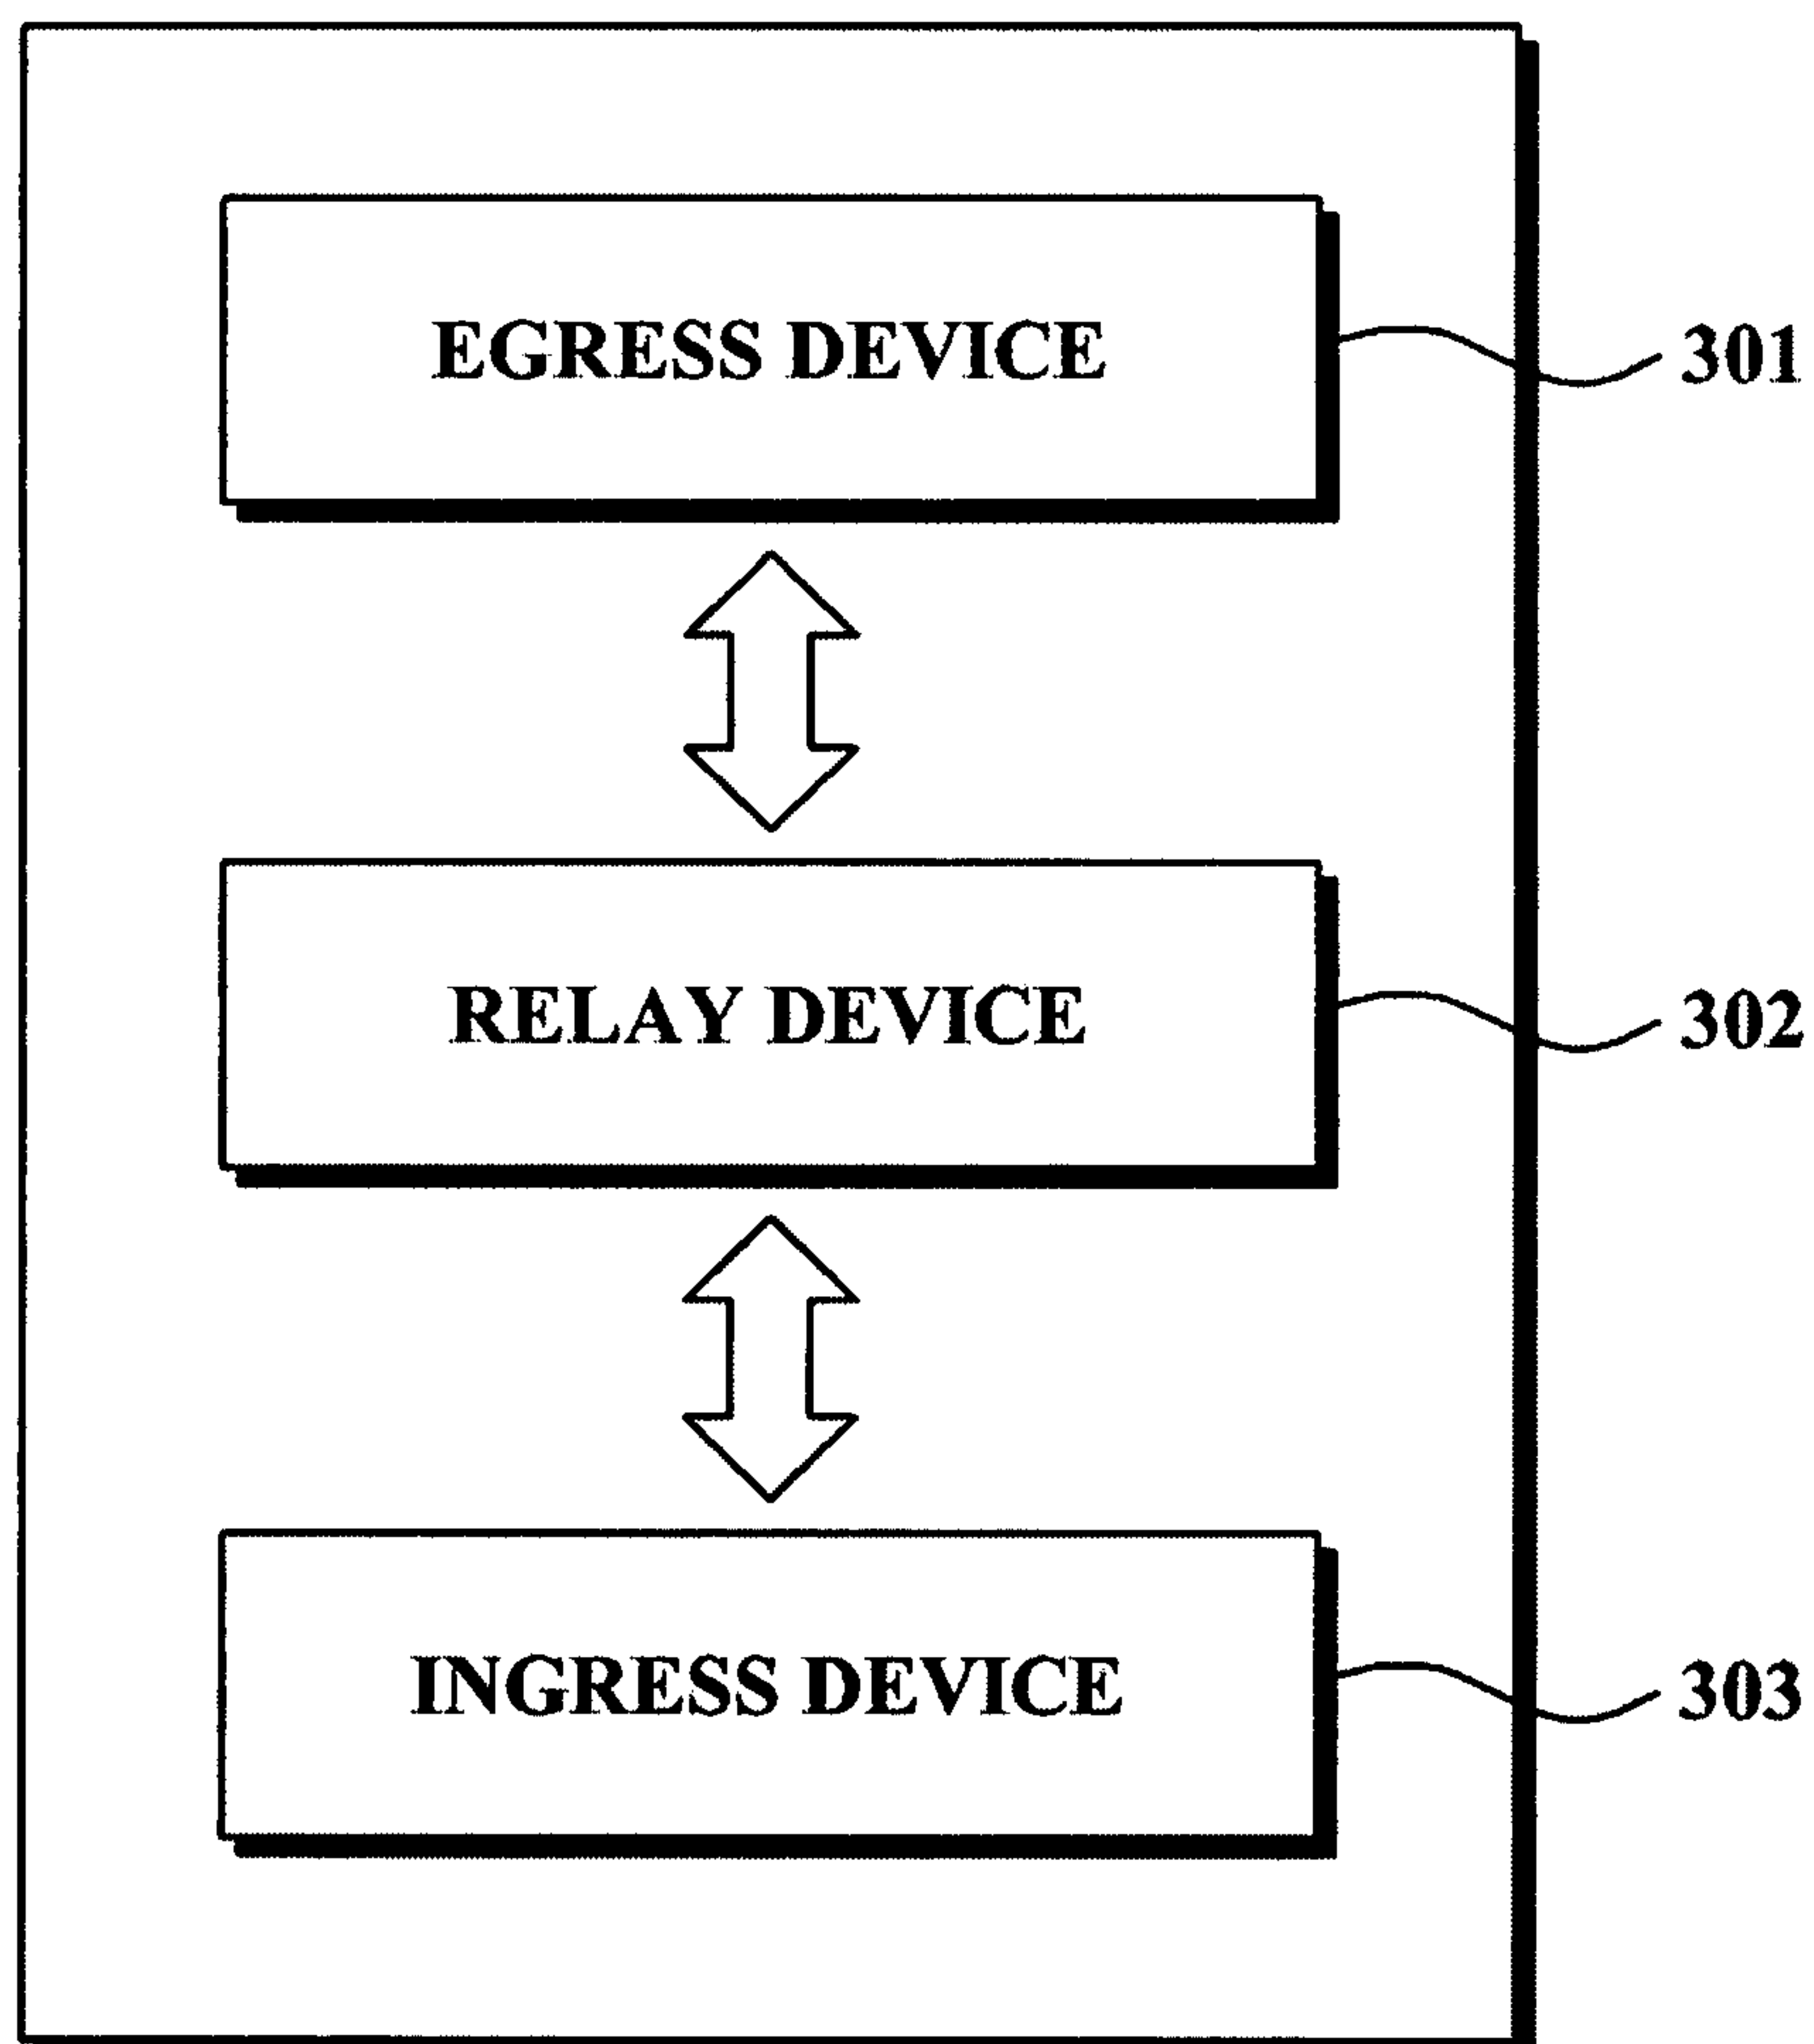 EGRESS DEVICE
301
RELAY DEVICE
302
INGRESS DEVICE
303